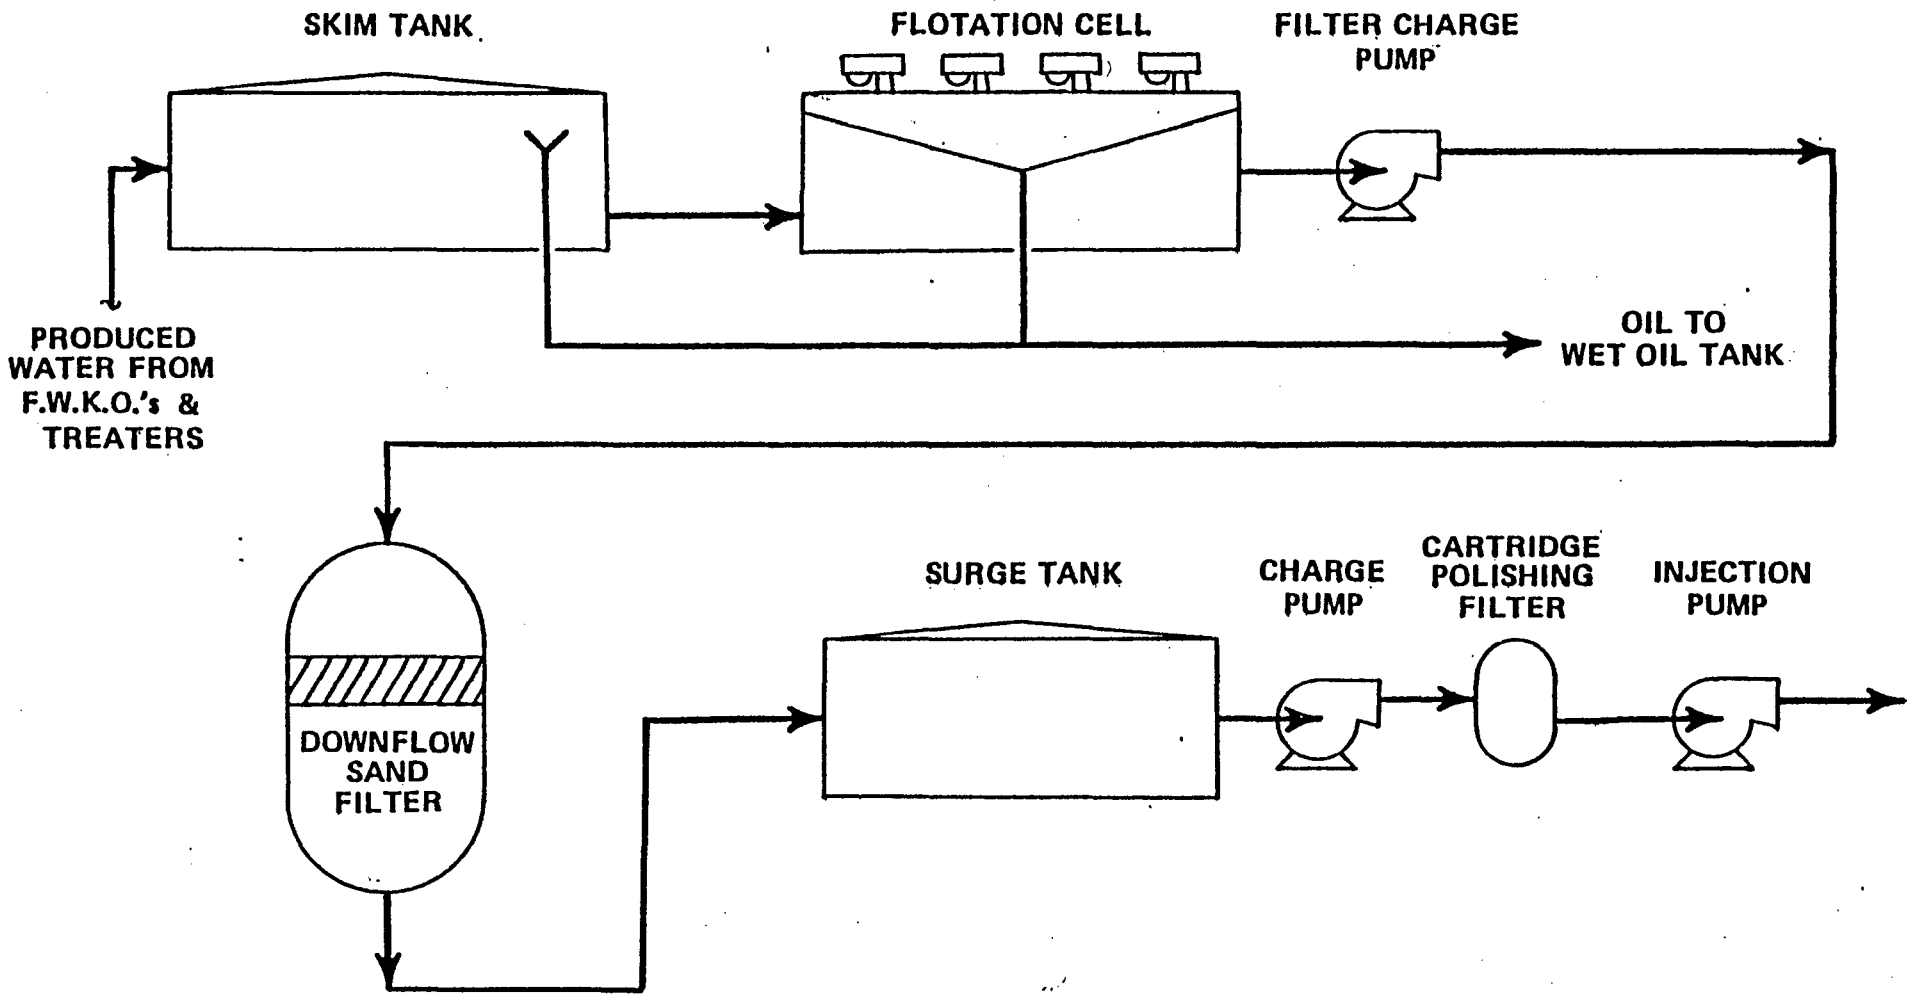 SKIM TANK
FLOTATION CELL
FILTER CHARGE
PUMP
PRODUCED
WATER FROM
F.W.K.O.'s &
TREATERS
OIL TO
WET OIL TANK
DOWNFLOW
SAND
FILTER
SURGE TANK
CHARGE
PUMP
CARTRIDGE
POLISHING
FILTER
INJECTION
PUMP